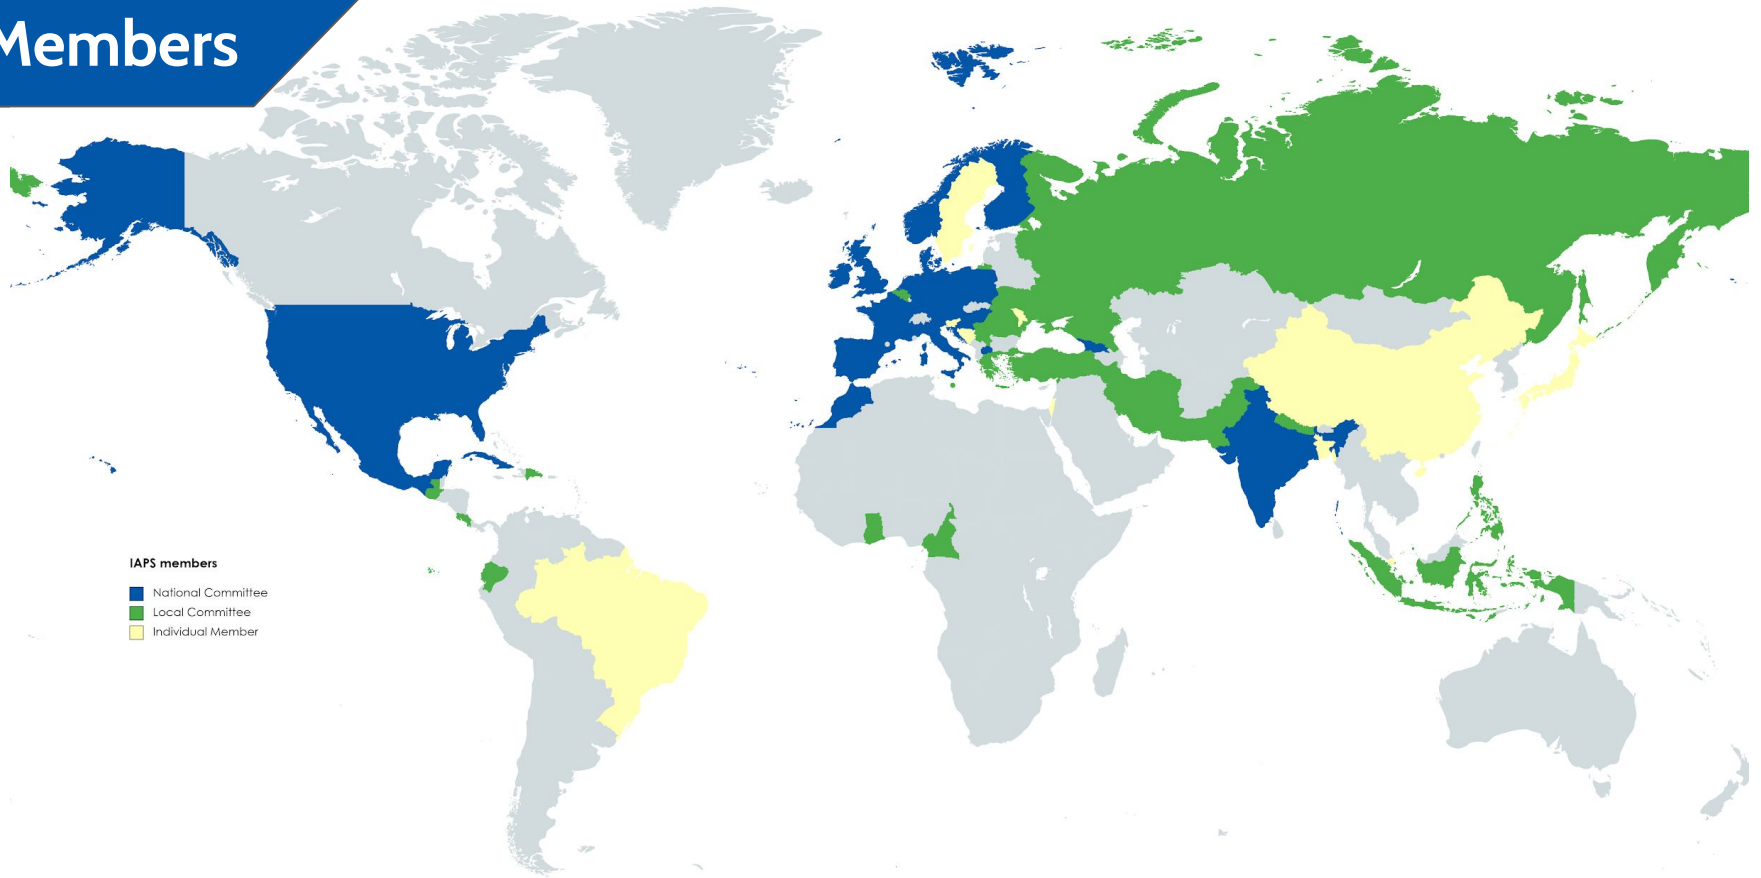 Members
IAPS members
National Committee
Local Committee
Individual Member